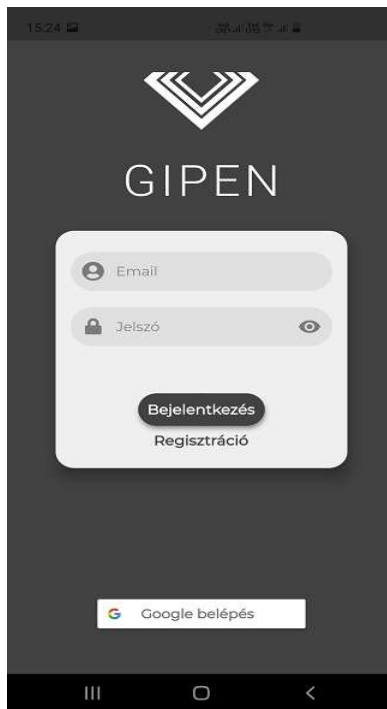 15:24
GIPEN
Email
Jelszó
Bejelentkezés
Regisztráció
Google belépés